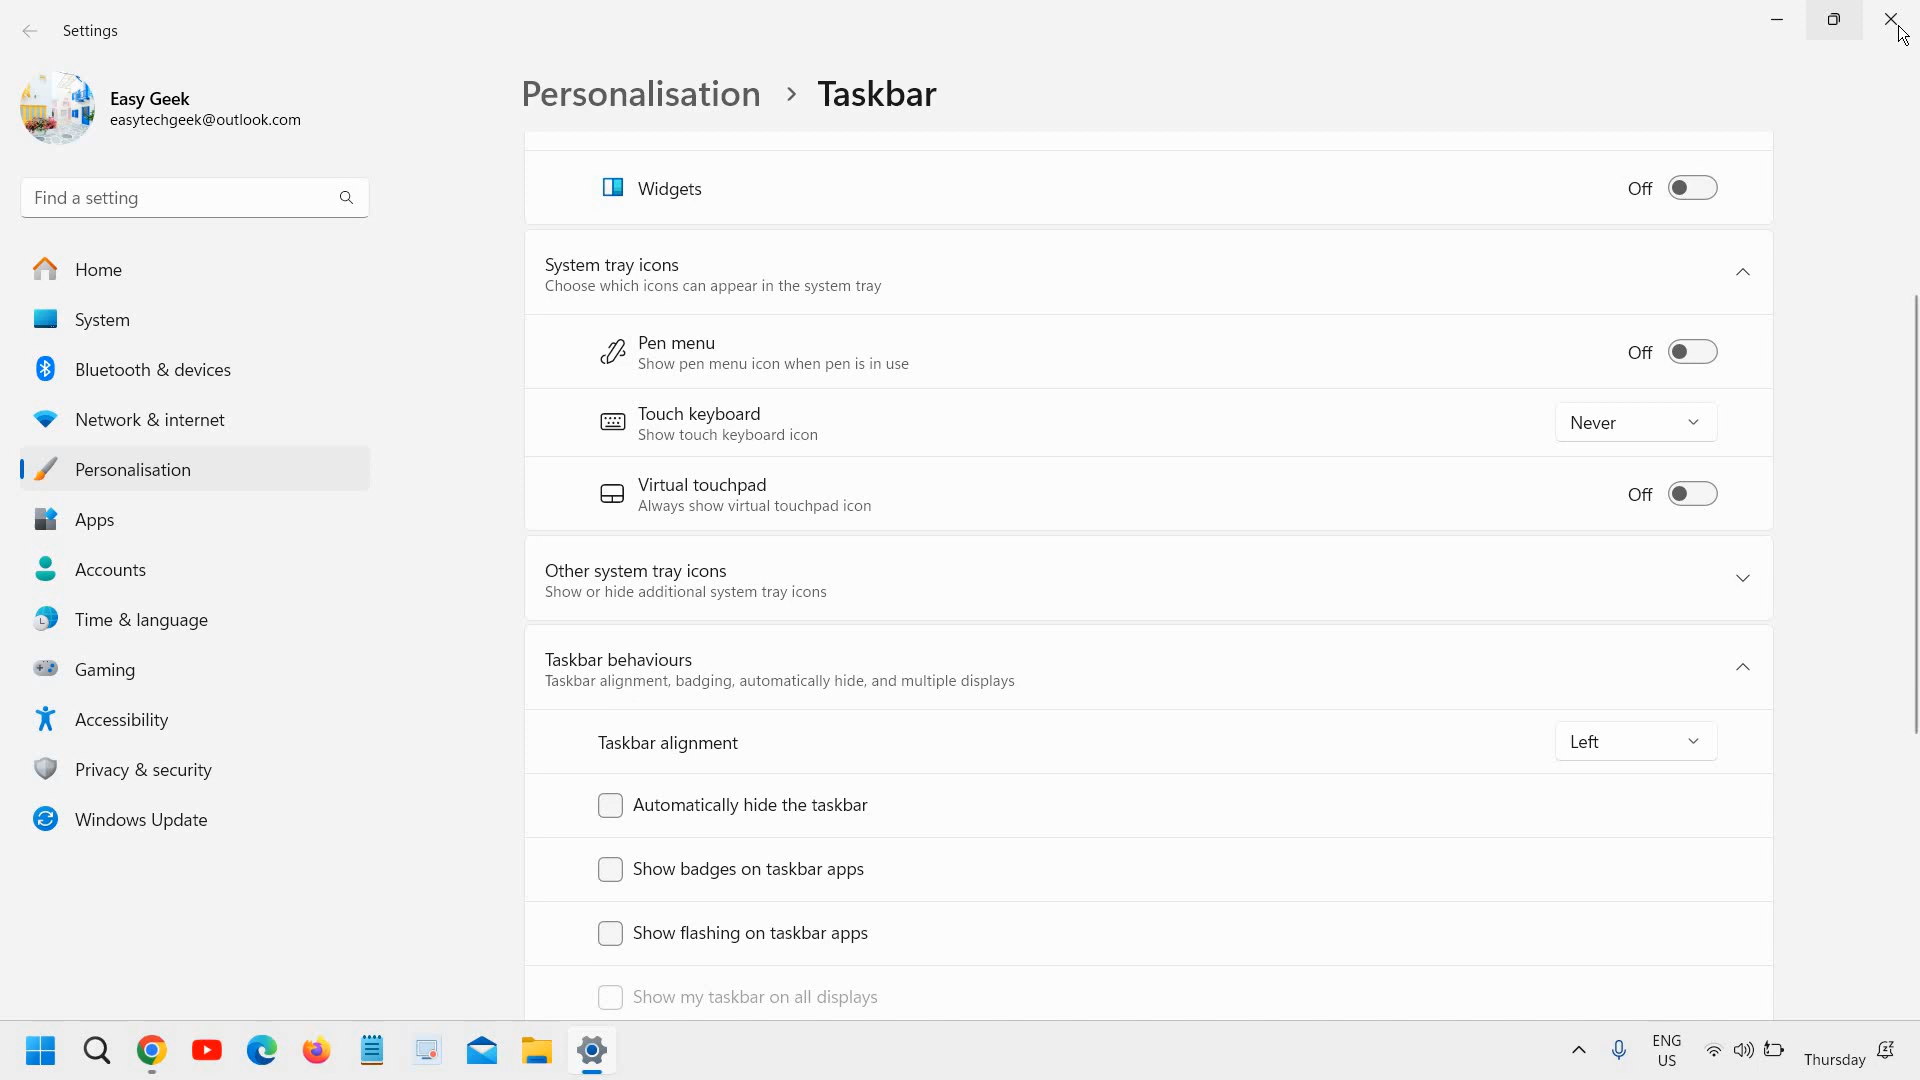 Settings
Easy Geek
easytechgeek@outlook.com
Find a setting
Home
System
Bluetooth & devices
Network & internet
Personalisation
Apps
Accounts
Time & language
Gaming
Accessibility
Privacy & security
Windows Update
Personalisation > Taskbar
Widgets Off
System tray icons
Choose which icons can appear in the system tray
Pen menu
Show pen menu icon when pen is in use
Off
Touch keyboard
Show touch keyboard icon
Never
Virtual touchpad
Always show virtual touchpad icon
Off
Other system tray icons
Show or hide additional system tray icons
Taskbar behaviours
Taskbar alignment, badging, automatically hide, and multiple displays
Taskbar alignment Left
Automatically hide the taskbar
Show badges on taskbar apps
Show flashing on taskbar apps
Show my taskbar on all displays
ENG
US
Thursday